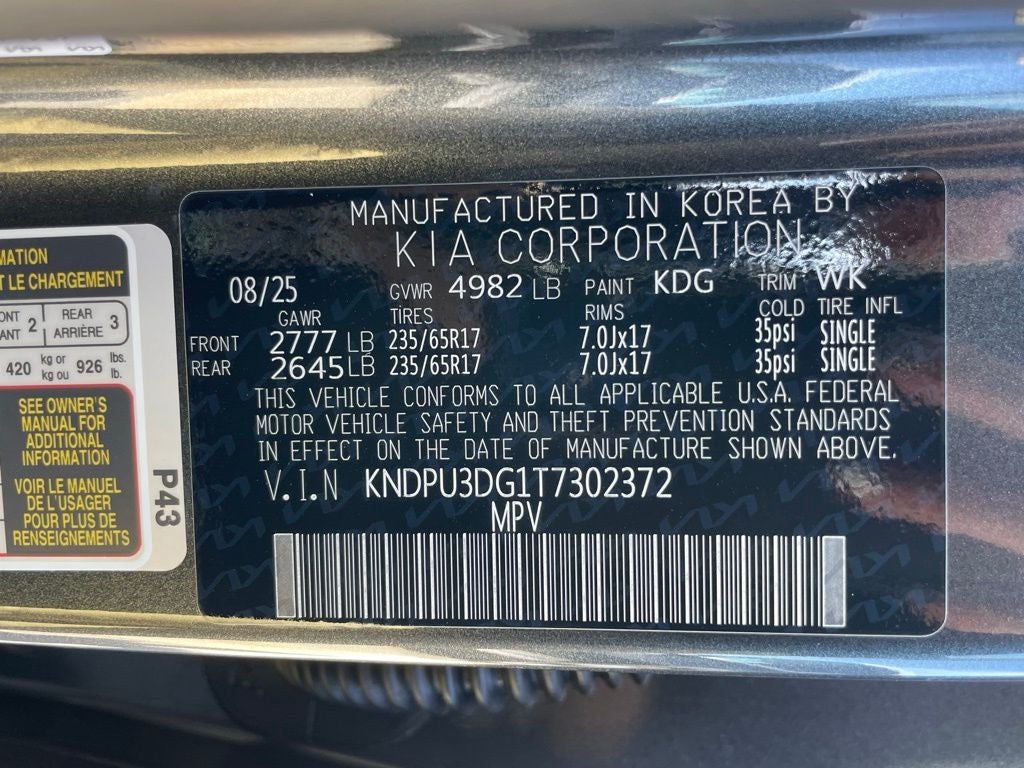 MATION
T LE CHARGEMENT
ONT 2 REAR 3
ANT ARRIÈRE
420 kg or 926 lbs.
kg ou lb.
SEE OWNER'S
MANUAL FOR
ADDITIONAL
INFORMATION
VOIR LE MANUEL
DE L'USAGER
POUR PLUS DE
RENSEIGNEMENTS
P43
MANUFACTURED IN KOREA BY
KIA CORPORATION
08/25 GVWR 4982 LB PAINT KDG TRIM WK
GAWR TIRES RIMS COLD TIRE INFL
FRONT 2777 LB 235/65R17 7.0Jx17 35psi SINGLE
REAR 2645 LB 235/65R17 7.0Jx17 35psi SINGLE
THIS VEHICLE CONFORMS TO ALL APPLICABLE U.S.A. FEDERAL
MOTOR VEHICLE SAFETY AND THEFT PREVENTION STANDARDS
IN EFFECT ON THE DATE OF MANUFACTURE SHOWN ABOVE.
V.I.N KNDPU3DG1T7302372
MPV